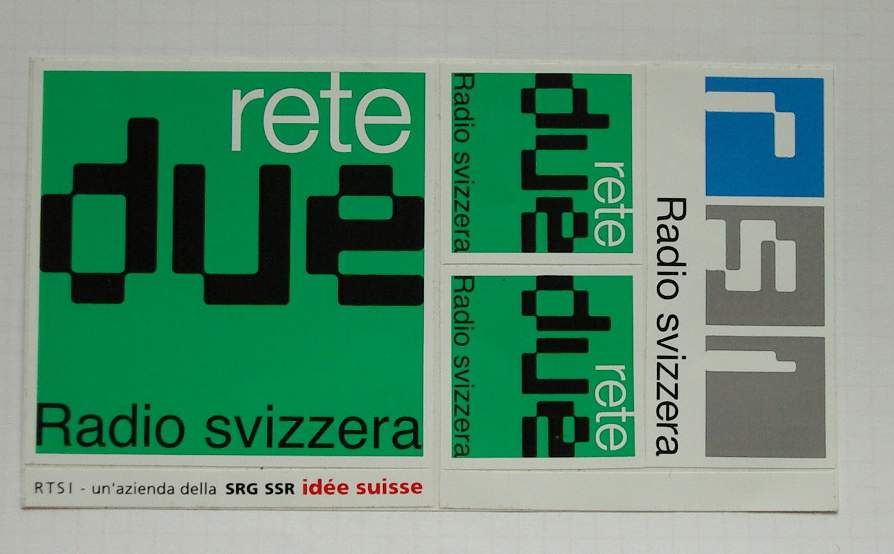 rete
due
Radio svizzera
RTSI - un'azienda della SRG SSR idée suisse
rete
due
Radio svizzera
rete
due
Radio svizzera
rsi
Radio svizzera